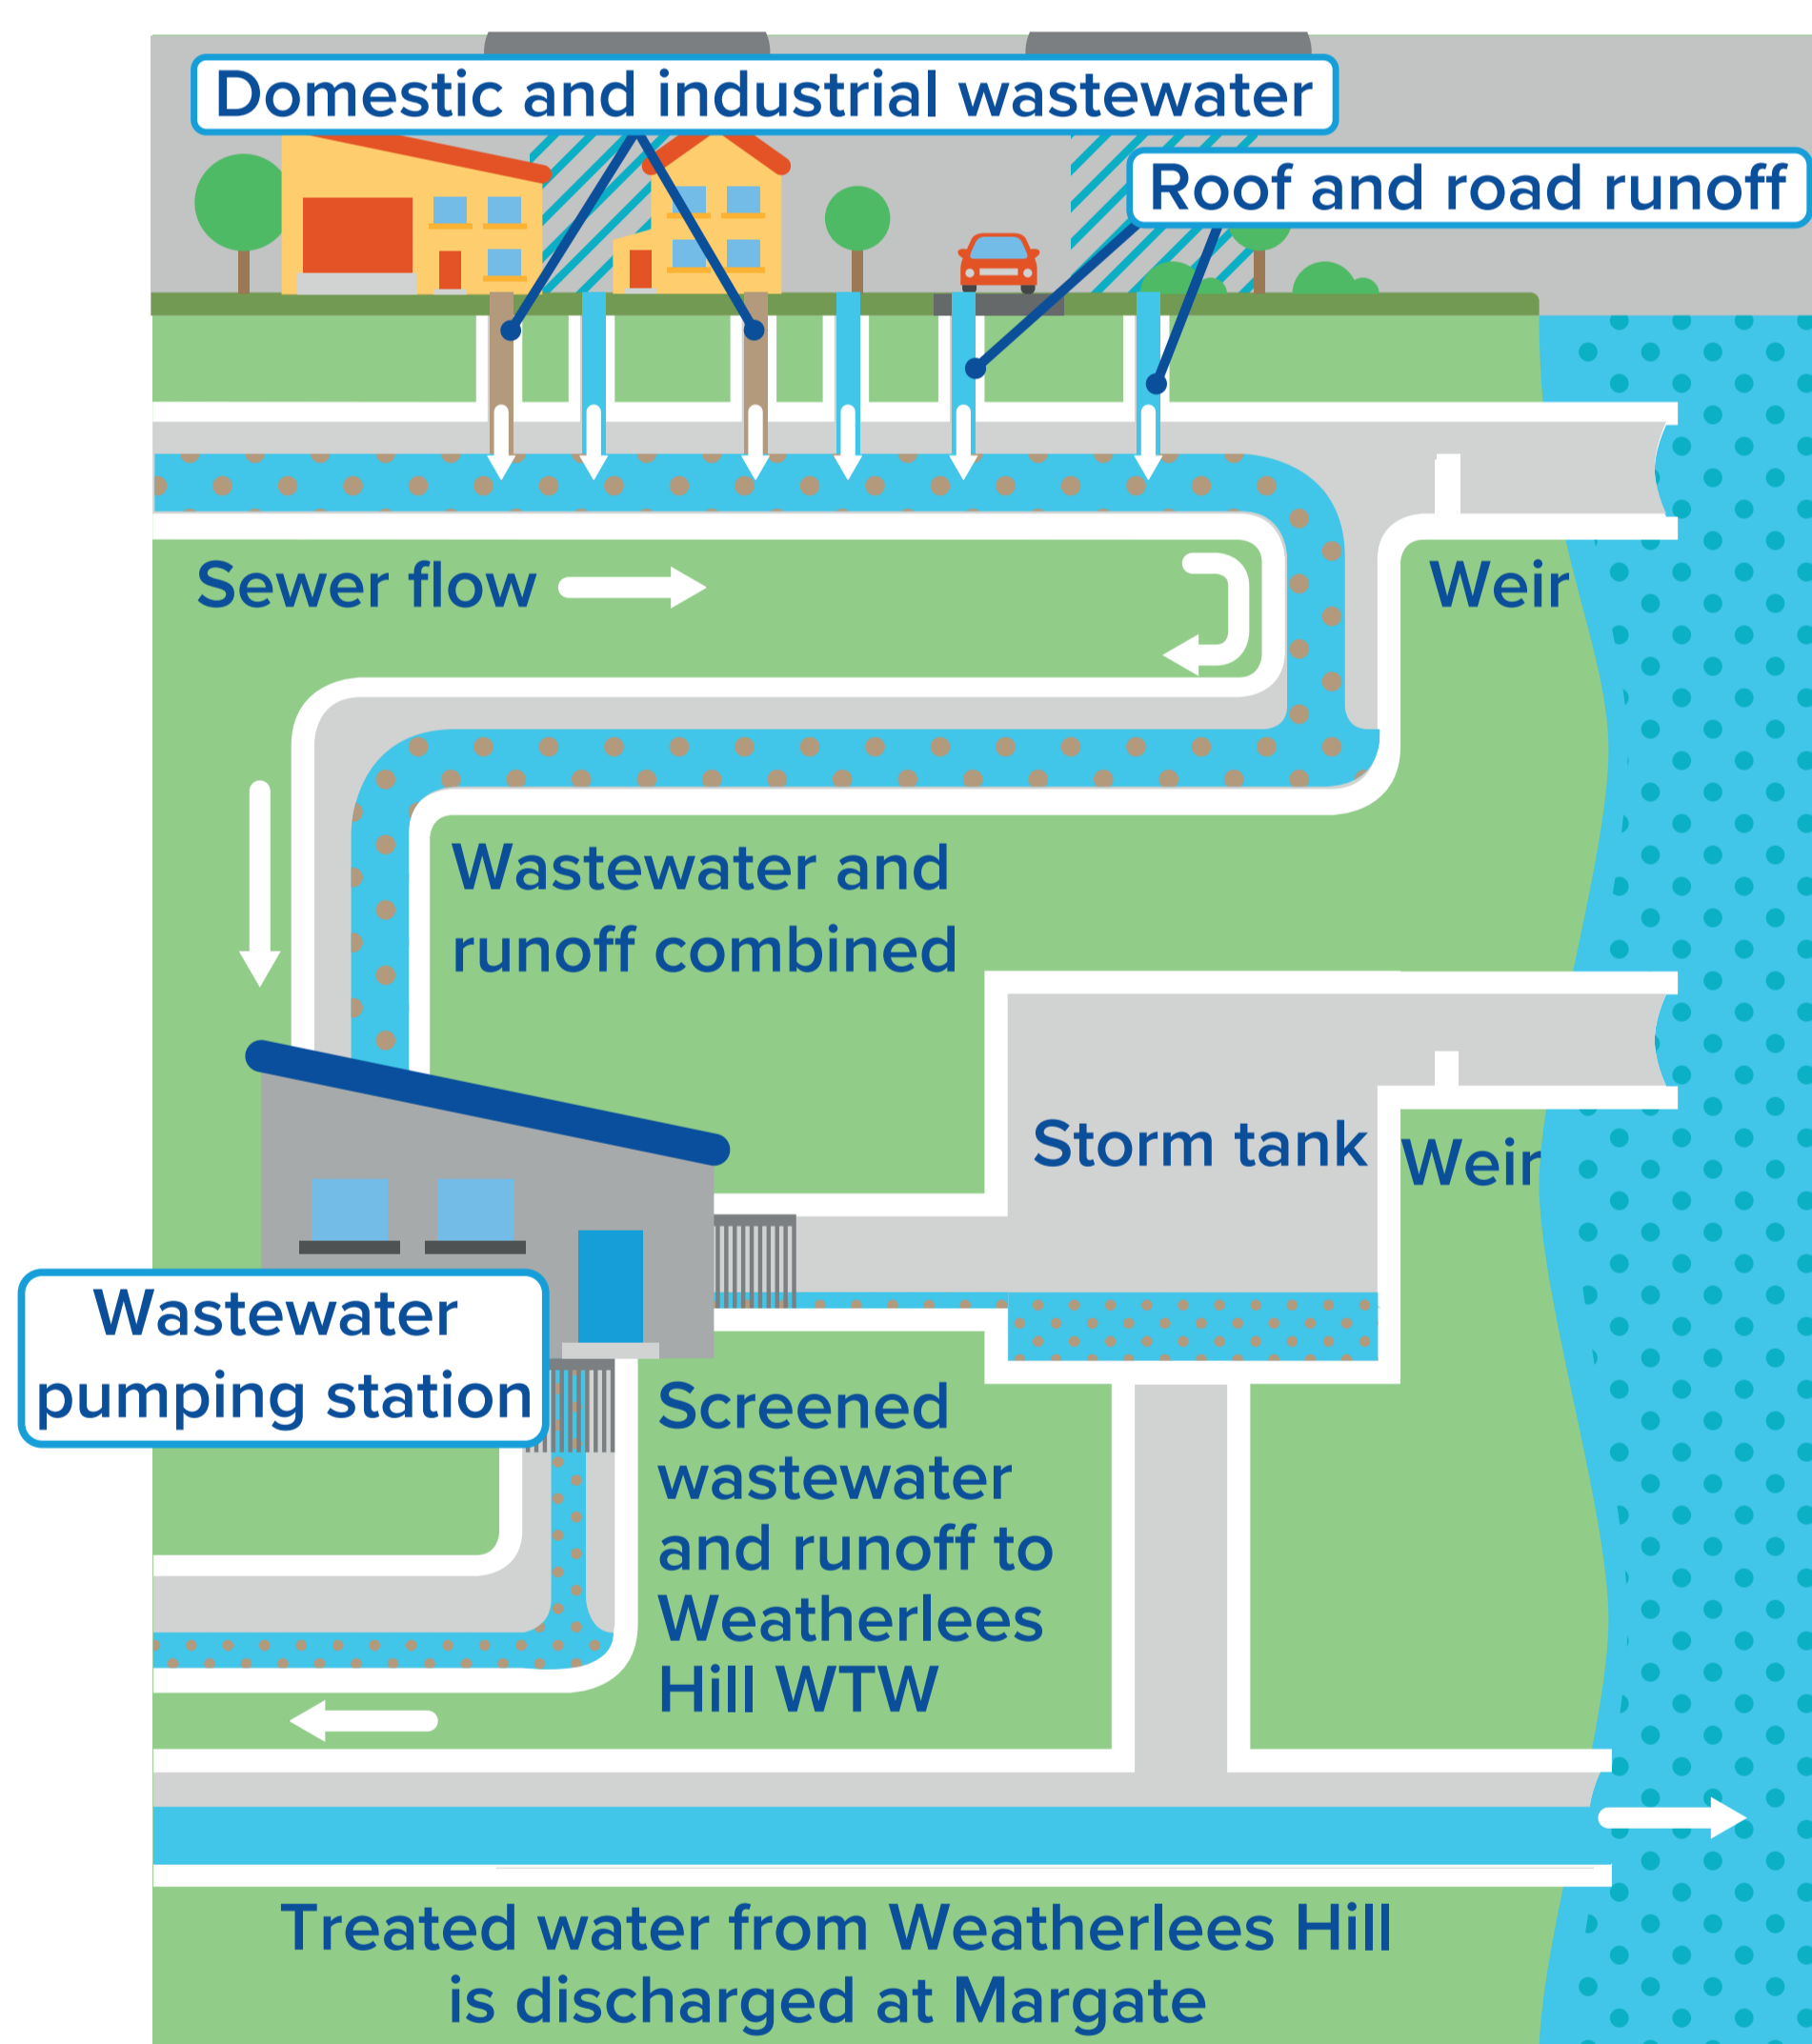 Domestic and industrial wastewater
Roof and road runoff
Sewer flow
Weir
Wastewater and
runoff combined
Storm tank
Weir
Wastewater
pumping station
Screened
wastewater
and runoff to
Weatherlees
Hill WTW
Treated water from Weatherlees Hill
is discharged at Margate